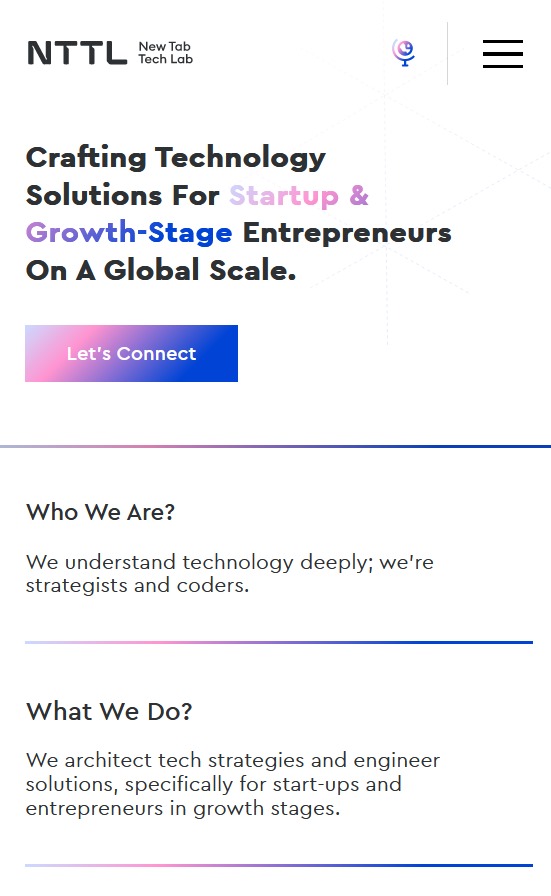 NTTL New Tab
Tech Lab
Crafting Technology
Solutions For Startup &
Growth-Stage Entrepreneurs
On A Global Scale.
Let's Connect
Who We Are?
We understand technology deeply; we're
strategists and coders.
What We Do?
We architect tech strategies and engineer
solutions, specifically for start-ups and
entrepreneurs in growth stages.